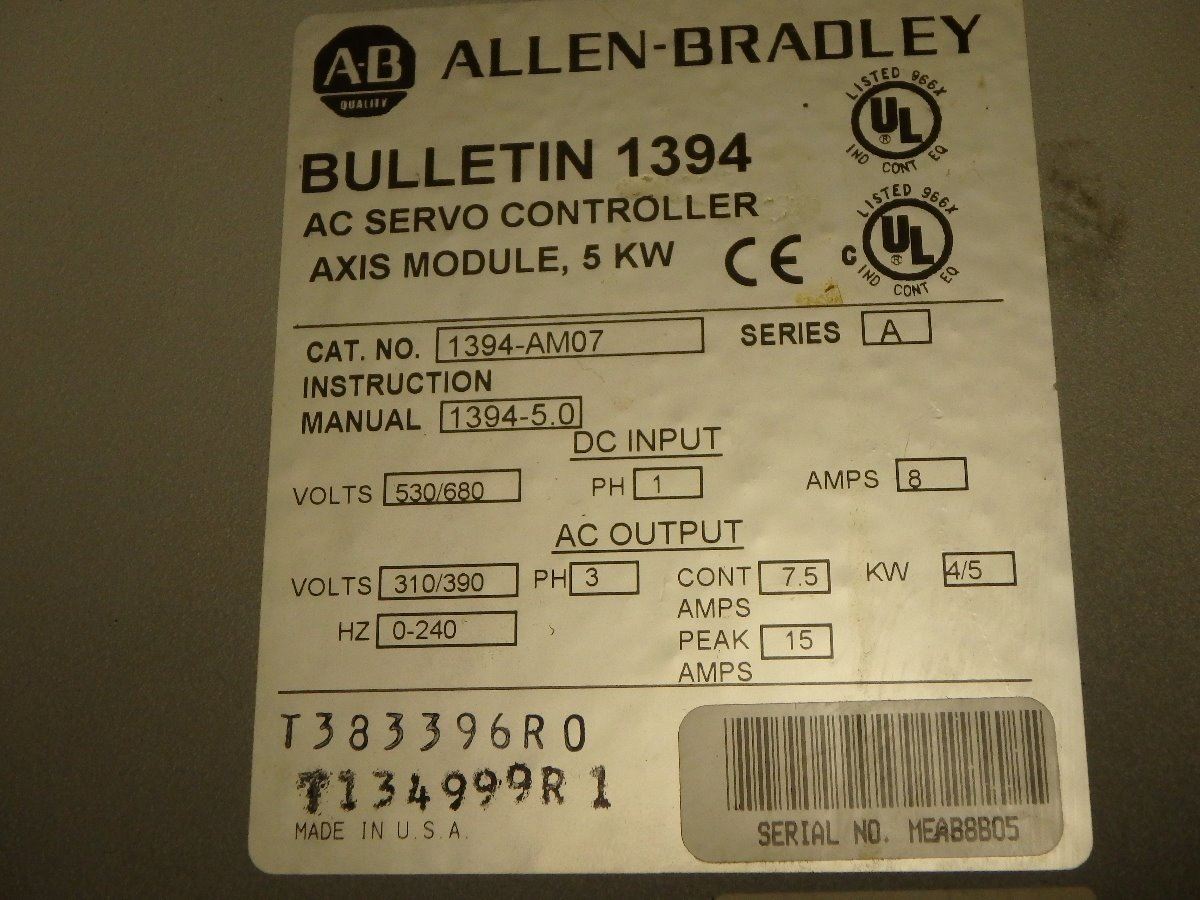 A-B QUALITY ALLEN-BRADLEY
LISTED 966X
UL
®
IND CONT EQ
BULLETIN 1394
AC SERVO CONTROLLER
AXIS MODULE, 5 KW
CE
LISTED 966X
C UL
®
IND CONT EQ
CAT. NO. 1394-AM07 SERIES A
INSTRUCTION
MANUAL 1394-5.0
DC INPUT
VOLTS 530/680 PH 1 AMPS 8
AC OUTPUT
VOLTS 310/390 PH 3 CONT 7.5 KW 4/5
AMPS
HZ 0-240 PEAK 15
AMPS
T383396R0
T134999R1
MADE IN U.S.A.
SERIAL NO. MEAB8B05